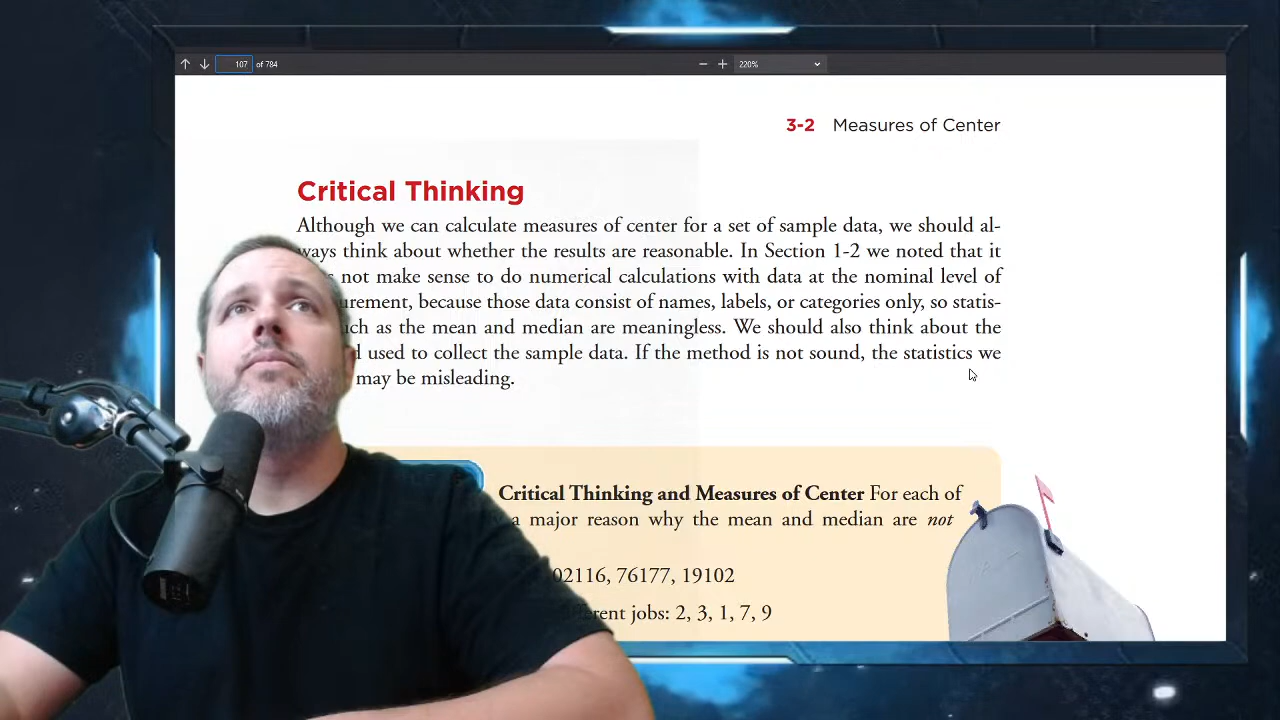 107 of 784
220%
3-2 Measures of Center
Critical Thinking
Although we can calculate measures of center for a set of sample data, we should al-
ways think about whether the results are reasonable. In Section 1-2 we noted that it
not make sense to do numerical calculations with data at the nominal level of
urement, because those data consist of names, labels, or categories only, so statis-
uch as the mean and median are meaningless. We should also think about the
d used to collect the sample data. If the method is not sound, the statistics we
may be misleading.
Critical Thinking and Measures of Center For each of
a major reason why the mean and median are not
02116, 76177, 19102
erent jobs: 2, 3, 1, 7, 9